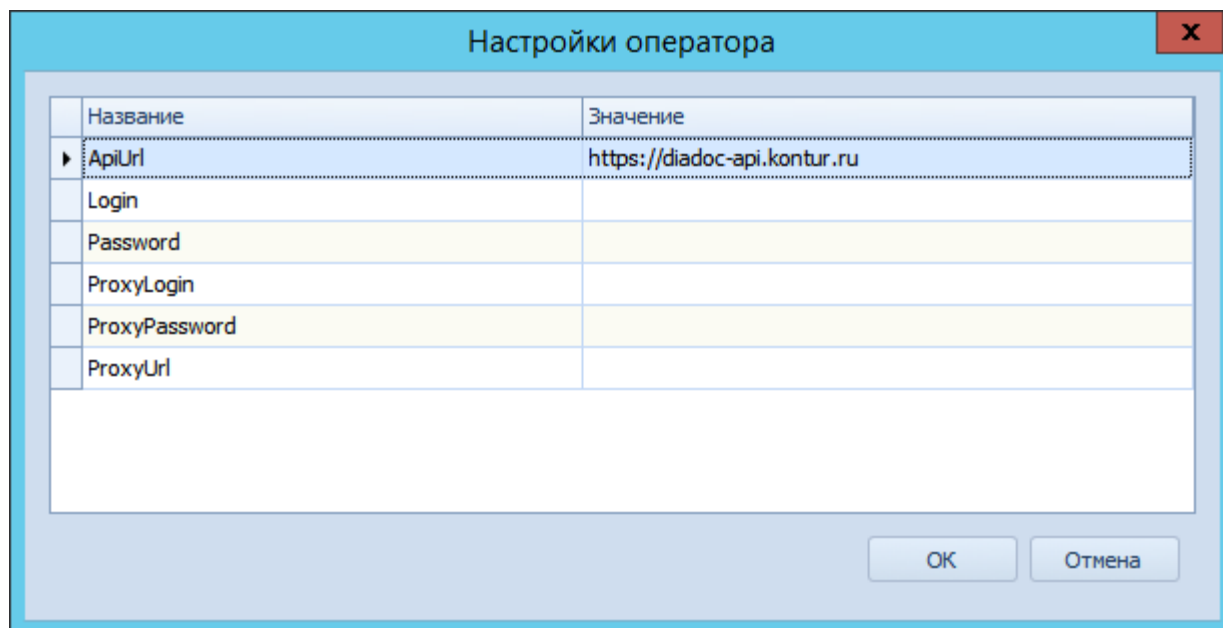 Настройки оператора
x
Название Значение
ApiUrl https://diadoc-api.kontur.ru
Login
Password
ProxyLogin
ProxyPassword
ProxyUrl
OK Отмена